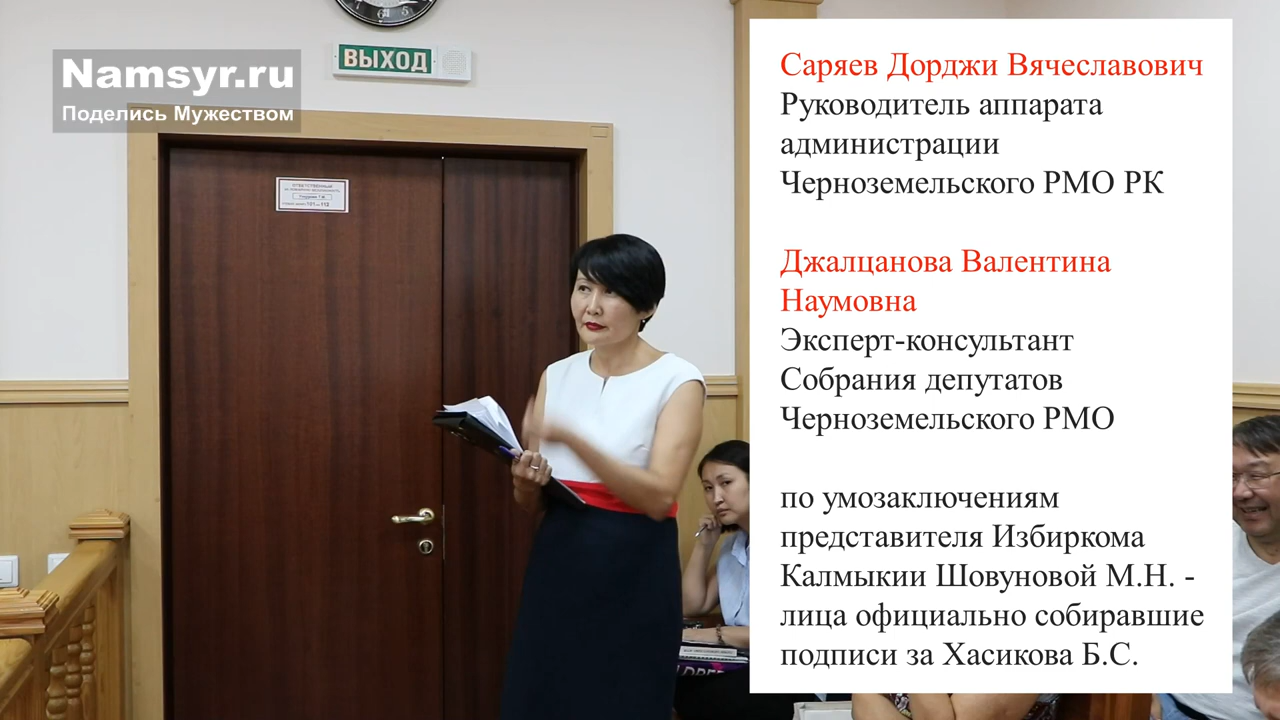 Namsyr.ru
Поделись Мужеством
ВЫХОД
ОТВЕТСТВЕННЫЙ
Саряев Дорджи Вячеславович
Руководитель аппарата
администрации
Черноземельского РМО РК
Джалцанова Валентина
Наумовна
Эксперт-консультант
Собрания депутатов
Черноземельского РМО
по умозаключениям
представителя Избиркома
Калмыкии Шовуновой М.Н. -
лица официально собиравшие
подписи за Хасикова Б.С.